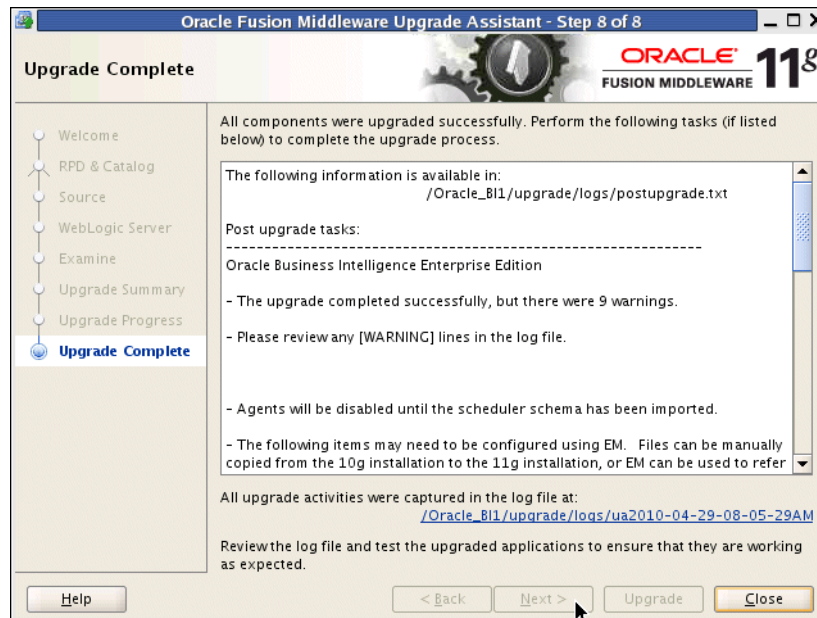 Oracle Fusion Middleware Upgrade Assistant - Step 8 of 8
Upgrade Complete
ORACLE
FUSION MIDDLEWARE
11g
Welcome
RPD & Catalog
Source
WebLogic Server
Examine
Upgrade Summary
Upgrade Progress
Upgrade Complete
All components were upgraded successfully. Perform the following tasks (if listed
below) to complete the upgrade process.
The following information is available in:
/Oracle_BI1/upgrade/logs/postupgrade.txt
Post upgrade tasks:
----------------------------------------------------------------
Oracle Business Intelligence Enterprise Edition
- The upgrade completed successfully, but there were 9 warnings.
- Please review any [WARNING] lines in the log file.
- Agents will be disabled until the scheduler schema has been imported.
- The following items may need to be configured using EM. Files can be manually
copied from the 10g installation to the 11g installation, or EM can be used to refer
All upgrade activities were captured in the log file at:
/Oracle_BI1/upgrade/logs/ua2010-04-29-08-05-29AM
Review the log file and test the upgraded applications to ensure that they are working
as expected.
Help
< Back
Next >
Upgrade
Close